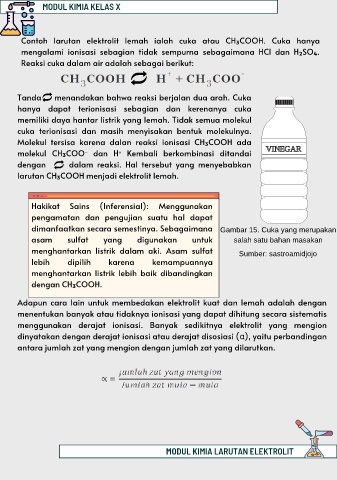 MODUL KIMIA KELAS X
Contoh larutan elektrolit lemah ialah cuka atau CH₃COOH. Cuka hanya
mengalami ionisasi sebagian tidak sempurna sebagaimana HCl dan H₂SO₄.
Reaksi cuka dalam air adalah sebagai berikut:
CH₃COOH ⇌ H⁺ + CH₃COO⁻
Tanda ⇌ menandakan bahwa reaksi berjalan dua arah. Cuka
hanya dapat terionisasi sebagian dan kerenanya cuka
memiliki daya hantar listrik yang lemah. Tidak semua molekul
cuka terionisasi dan masih menyisakan bentuk molekulnya.
Molekul tersisa karena dalan reaksi ionisasi CH₃COOH ada
molekul CH₃COO⁻ dan H⁺ Kembali berkombinasi ditandai
dengan ⇌ dalam reaksi. Hal tersebut yang menyebabkan
larutan CH₃COOH menjadi elektrolit lemah.
VINEGAR
Hakikat Sains (Inferensial): Menggunakan
pengamatan dan pengujian suatu hal dapat
dimanfaatkan secara semestinya. Sebagaimana
asam sulfat yang digunakan untuk
menghantarkan listrik dalam aki. Asam sulfat
lebih dipilih karena kemampuannya
menghantarkan listrik lebih baik dibandingkan
dengan CH₃COOH.
Gambar 15. Cuka yang merupakan
salah satu bahan masakan
Sumber: sastroamidjojo
Adapun cara lain untuk membedakan elektrolit kuat dan lemah adalah dengan
menentukan banyak atau tidaknya ionisasi yang dapat dihitung secara sistematis
menggunakan derajat ionisasi. Banyak sedikitnya elektrolit yang mengion
dinyatakan dengan derajat ionisasi atau derajat disosiasi (α), yaitu perbandingan
antara jumlah zat yang mengion dengan jumlah zat yang dilarutkan.
∝ = jumlah zat yang mengion
jumlah zat mula − mula
MODUL KIMIA LARUTAN ELEKTROLIT